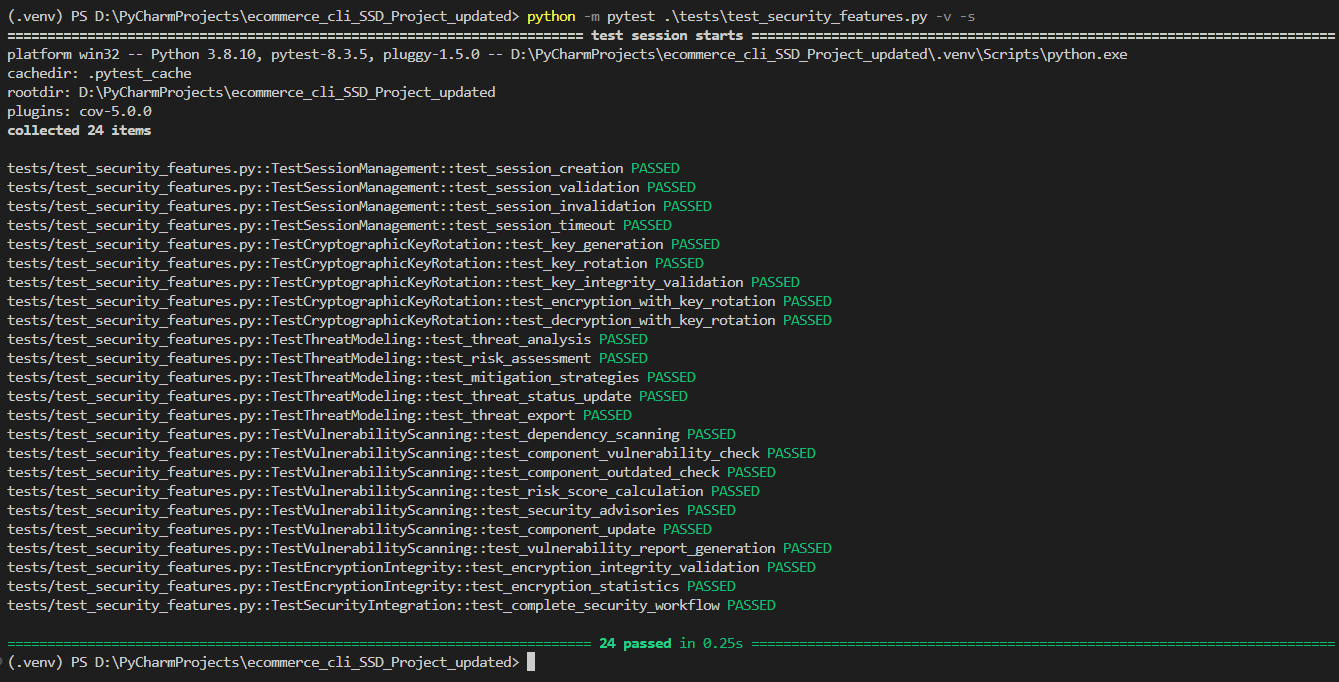 (.venv) PS D:\PyCharmProjects\ecommerce_cli_SSD_Project_updated> python -m pytest .\tests\test_security_features.py -v -s
======================================================================== test session starts =========================================================================
platform win32 -- Python 3.8.10, pytest-8.3.5, pluggy-1.5.0 -- D:\PyCharmProjects\ecommerce_cli_SSD_Project_updated\.venv\Scripts\python.exe
cachedir: .pytest_cache
rootdir: D:\PyCharmProjects\ecommerce_cli_SSD_Project_updated
plugins: cov-5.0.0
collected 24 items
tests/test_security_features.py::TestSessionManagement::test_session_creation PASSED
tests/test_security_features.py::TestSessionManagement::test_session_validation PASSED
tests/test_security_features.py::TestSessionManagement::test_session_invalidation PASSED
tests/test_security_features.py::TestSessionManagement::test_session_timeout PASSED
tests/test_security_features.py::TestCryptographicKeyRotation::test_key_generation PASSED
tests/test_security_features.py::TestCryptographicKeyRotation::test_key_rotation PASSED
tests/test_security_features.py::TestCryptographicKeyRotation::test_key_integrity_validation PASSED
tests/test_security_features.py::TestCryptographicKeyRotation::test_encryption_with_key_rotation PASSED
tests/test_security_features.py::TestCryptographicKeyRotation::test_decryption_with_key_rotation PASSED
tests/test_security_features.py::TestThreatModeling::test_threat_analysis PASSED
tests/test_security_features.py::TestThreatModeling::test_risk_assessment PASSED
tests/test_security_features.py::TestThreatModeling::test_mitigation_strategies PASSED
tests/test_security_features.py::TestThreatModeling::test_threat_status_update PASSED
tests/test_security_features.py::TestThreatModeling::test_threat_export PASSED
tests/test_security_features.py::TestVulnerabilityScanning::test_dependency_scanning PASSED
tests/test_security_features.py::TestVulnerabilityScanning::test_component_vulnerability_check PASSED
tests/test_security_features.py::TestVulnerabilityScanning::test_component_outdated_check PASSED
tests/test_security_features.py::TestVulnerabilityScanning::test_risk_score_calculation PASSED
tests/test_security_features.py::TestVulnerabilityScanning::test_security_advisories PASSED
tests/test_security_features.py::TestVulnerabilityScanning::test_component_update PASSED
tests/test_security_features.py::TestVulnerabilityScanning::test_vulnerability_report_generation PASSED
tests/test_security_features.py::TestEncryptionIntegrity::test_encryption_integrity_validation PASSED
tests/test_security_features.py::TestEncryptionIntegrity::test_encryption_statistics PASSED
tests/test_security_features.py::TestSecurityIntegration::test_complete_security_workflow PASSED
========================================================================= 24 passed in 0.25s =========================================================================
(.venv) PS D:\PyCharmProjects\ecommerce_cli_SSD_Project_updated>